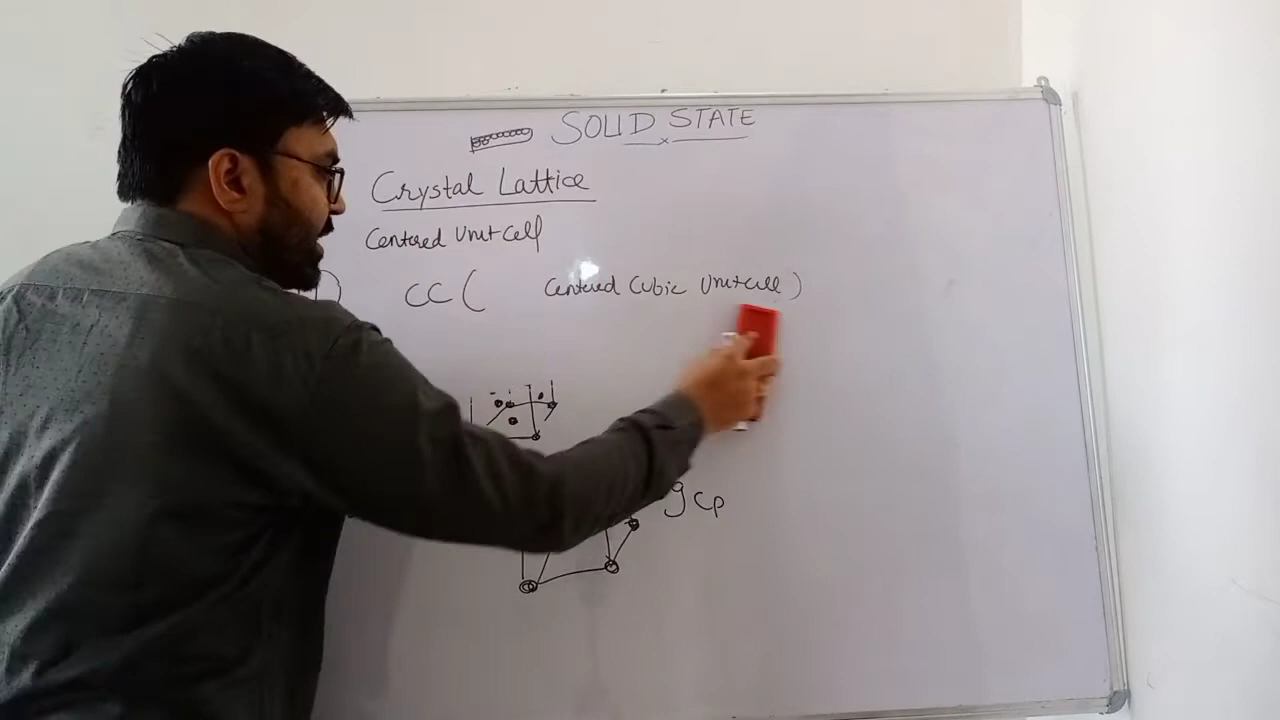 SOLID STATE
Crystal Lattice
Centered Unit cell
CC ( Centered Cubic Unit cell )
CP